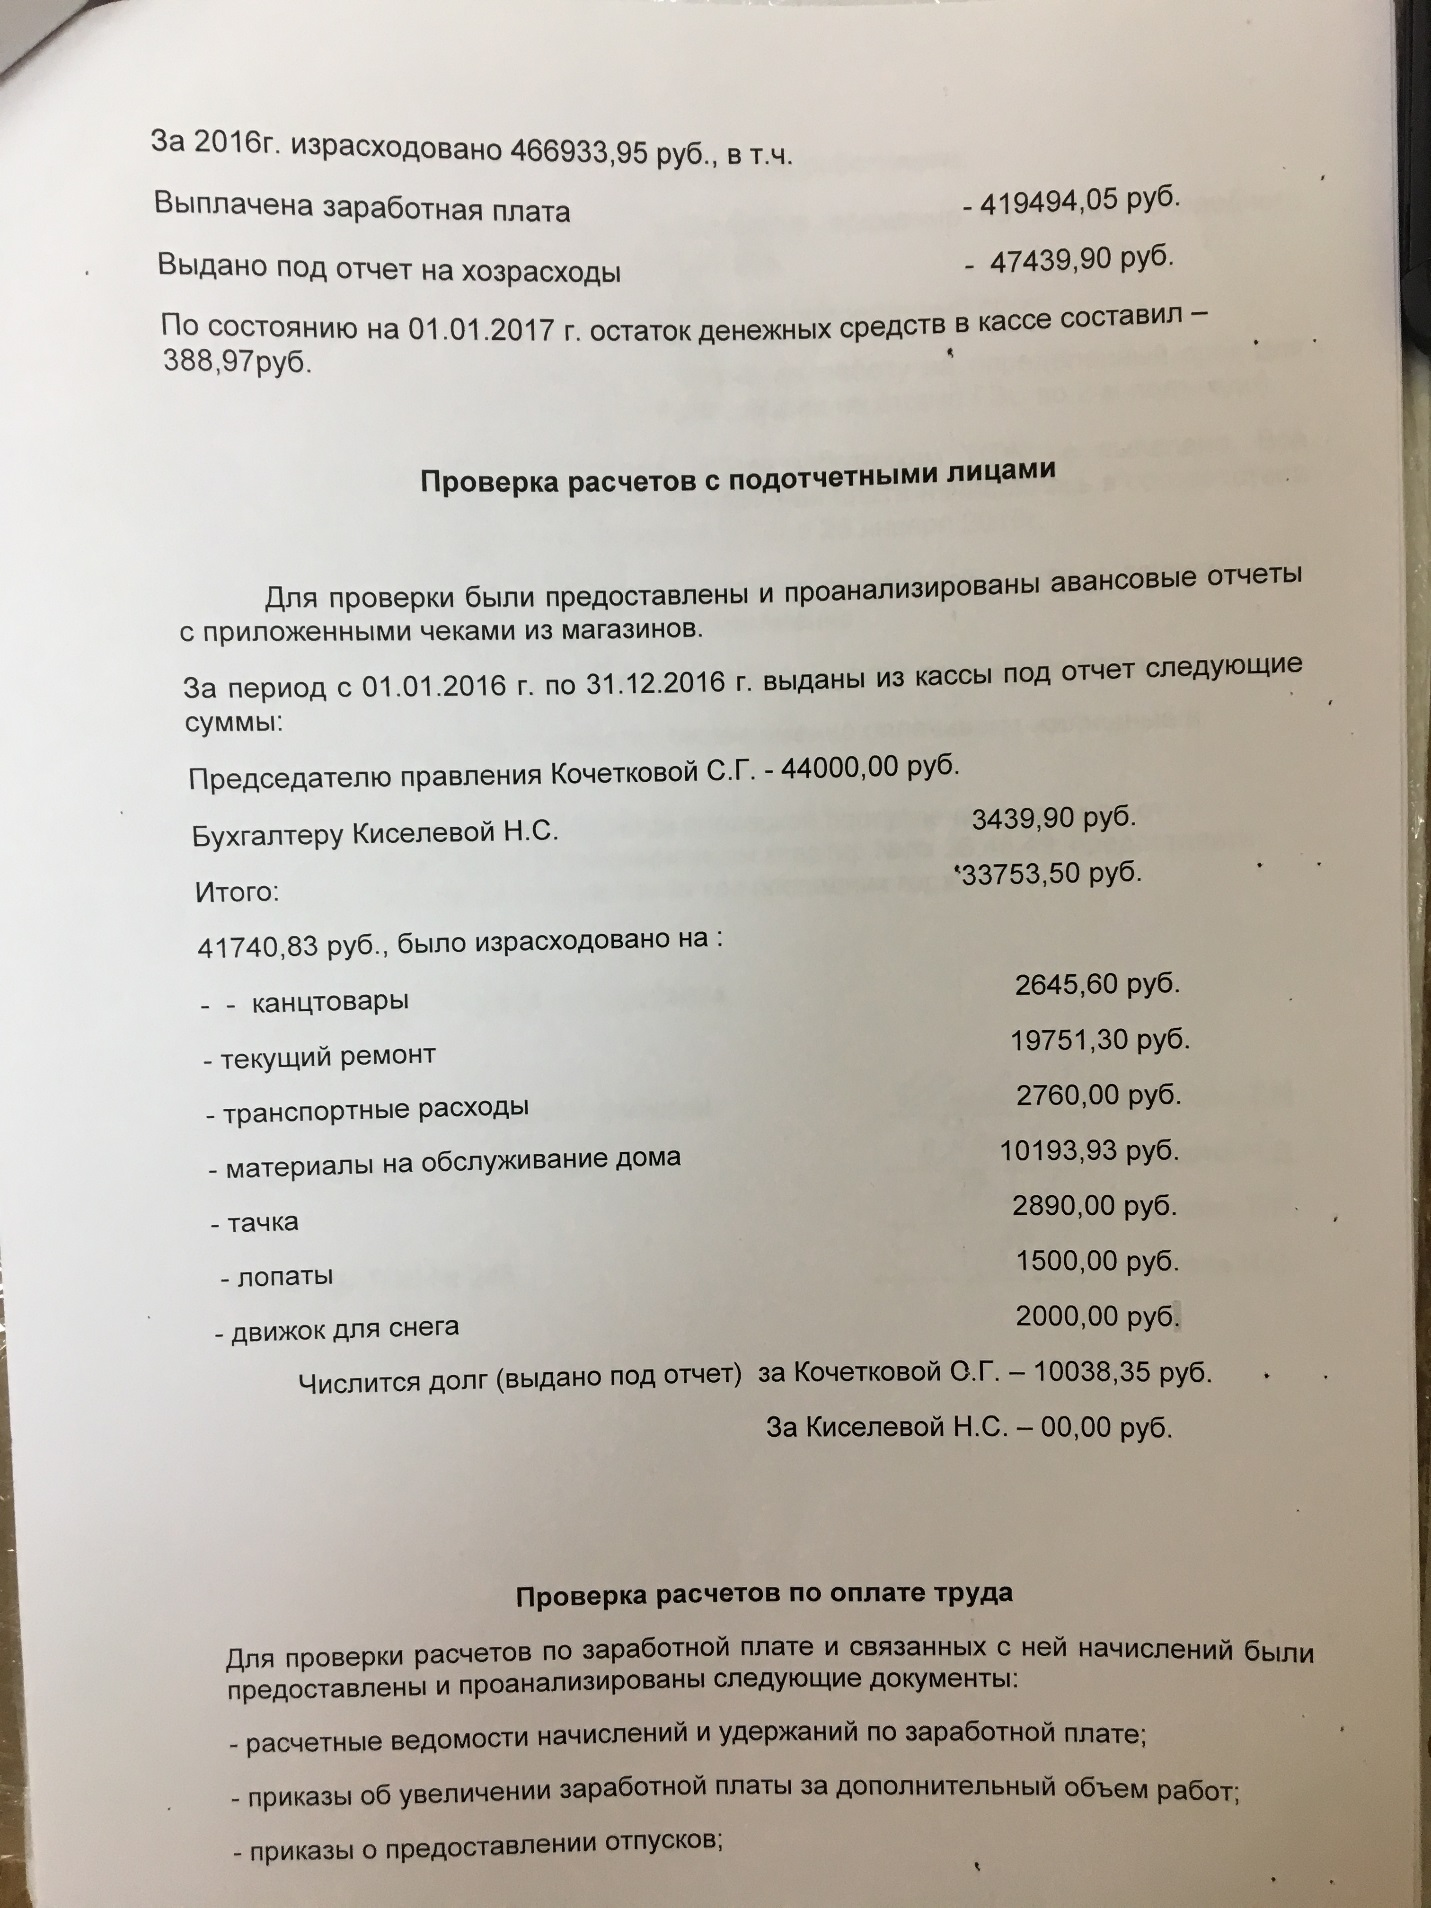 За 2016г. израсходовано 466933,95 руб., в т.ч.
Выплачена заработная плата - 419494,05 руб.
Выдано под отчет на хозрасходы - 47439,90 руб.
По состоянию на 01.01.2017 г. остаток денежных средств в кассе составил –
388,97руб.
Проверка расчетов с подотчетными лицами
Для проверки были предоставлены и проанализированы авансовые отчеты
с приложенными чеками из магазинов.
За период с 01.01.2016 г. по 31.12.2016 г. выданы из кассы под отчет следующие
суммы:
Председателю правления Кочетковой С.Г. - 44000,00 руб.
Бухгалтеру Киселевой Н.С. 3439,90 руб.
Итого: 33753,50 руб.
41740,83 руб., было израсходовано на :
- - канцтовары 2645,60 руб.
- текущий ремонт 19751,30 руб.
- транспортные расходы 2760,00 руб.
- материалы на обслуживание дома 10193,93 руб.
- тачка 2890,00 руб.
- лопаты 1500,00 руб.
- движок для снега 2000,00 руб.
Числится долг (выдано под отчет) за Кочетковой С.Г. – 10038,35 руб.
За Киселевой Н.С. – 00,00 руб.
Проверка расчетов по оплате труда
Для проверки расчетов по заработной плате и связанных с ней начислений были
предоставлены и проанализированы следующие документы:
- расчетные ведомости начислений и удержаний по заработной плате;
- приказы об увеличении заработной платы за дополнительный объем работ;
- приказы о предоставлении отпусков;